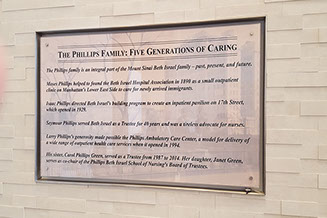 THE PHILLIPS FAMILY: FIVE GENERATIONS OF CARING
The Phillips family is an integral part of the Mount Sinai Beth Israel family – past, present, and future.
Moses Phillips helped to found the Beth Israel Hospital Association in 1890 as a small outpatient
clinic on Manhattan's Lower East Side to care for newly arrived immigrants.
Isaac Phillips directed Beth Israel's building program to create an inpatient pavilion on 17th Street,
which opened in 1929.
Seymour Phillips served Beth Israel as a Trustee for 49 years and was a tireless advocate for nurses.
Larry Phillips's generosity made possible the Phillips Ambulatory Care Center, a model for delivery of
a wide range of outpatient health care services when it opened in 1994.
His sister, Carol Phillips Green, served as a Trustee from 1987 to 2014. Her daughter, Janet Green,
serves as co-chair of the Phillips Beth Israel School of Nursing's Board of Trustees.